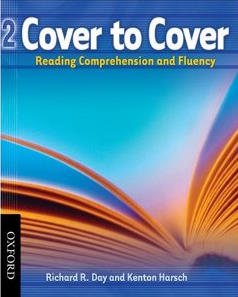 2 Cover to Cover
Reading Comprehension and Fluency
OXFORD
Richard R. Day and Kenton Harsch